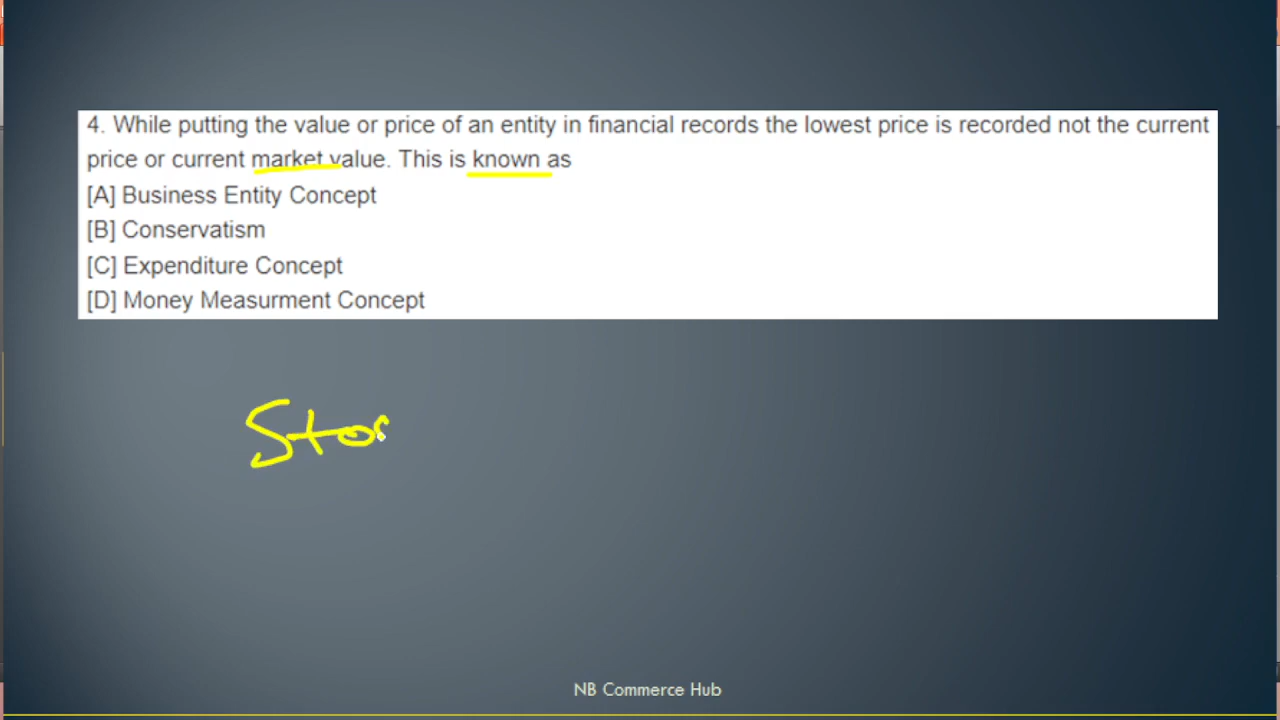 4. While putting the value or price of an entity in financial records the lowest price is recorded not the current
price or current market value. This is known as
[A] Business Entity Concept
[B] Conservatism
[C] Expenditure Concept
[D] Money Measurment Concept
Sto
NB Commerce Hub